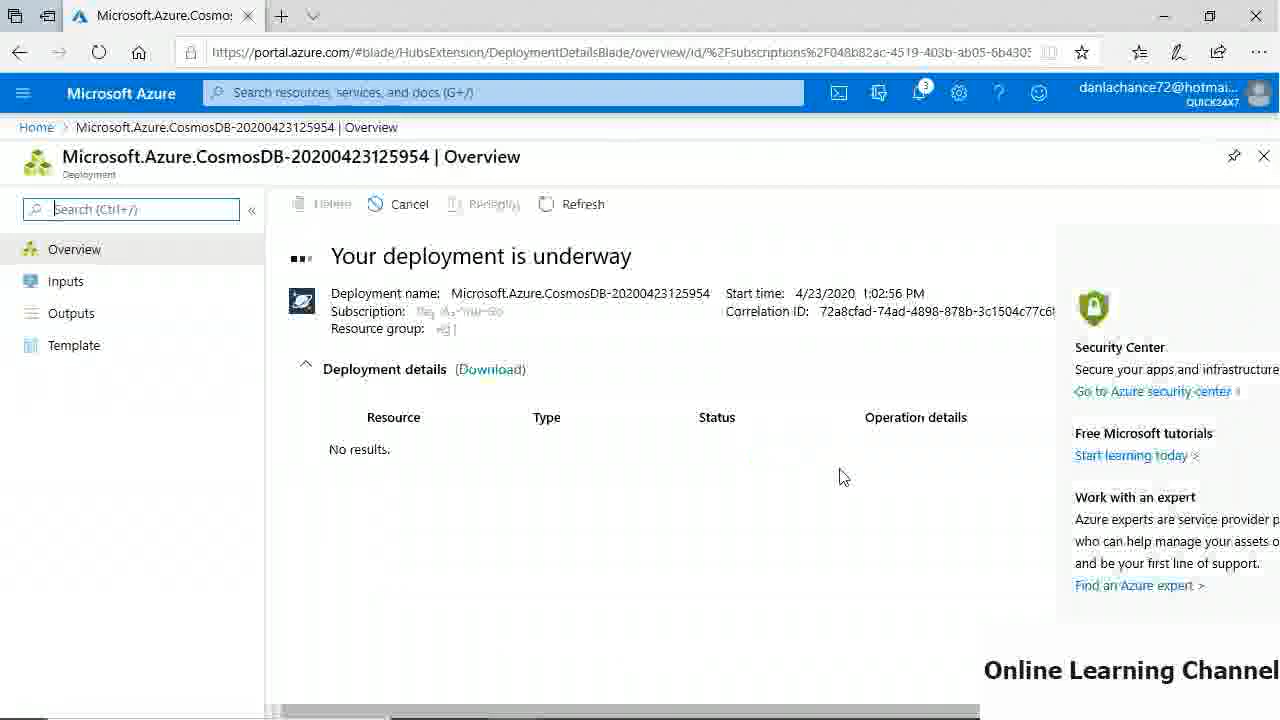 Microsoft.Azure.Cosmos
https://portal.azure.com/#blade/HubsExtension/DeploymentDetailsBlade/overview/id/%2Fsubscriptions%2F048b82ac-4519-403b-ab05-6b4305
Microsoft Azure
Search resources, services, and docs (G+/)
3
danlachance72@hotmai...
QUICK24X7
Home > Microsoft.Azure.CosmosDB-20200423125954 | Overview
Microsoft.Azure.CosmosDB-20200423125954 | Overview
Deployment
Search (Ctrl+/)
«
Overview
Inputs
Outputs
Template
Delete
Cancel
Redeploy
Refresh
Your deployment is underway
Deployment name: Microsoft.Azure.CosmosDB-20200423125954
Subscription:
Resource group:
Start time: 4/23/2020, 1:02:56 PM
Correlation ID: 72a8cfad-74ad-4898-878b-3c1504c77c6
Deployment details (Download)
Resource Type Status Operation details
No results.
Security Center
Secure your apps and infrastructure
Go to Azure security center >
Free Microsoft tutorials
Start learning today >
Work with an expert
Azure experts are service provider p
who can help manage your assets o
and be your first line of support.
Find an Azure expert >
Online Learning Channel